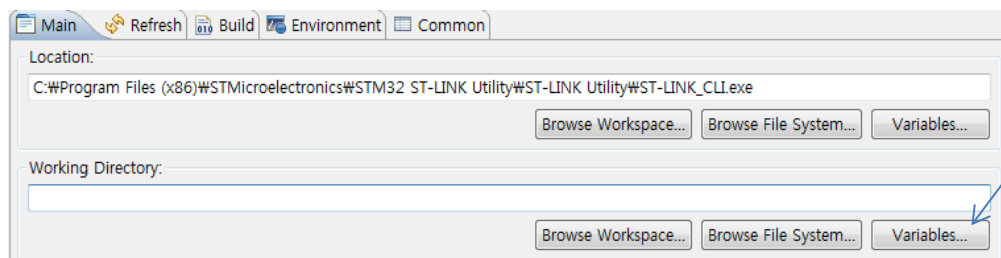 Main Refresh Build Environment Common
Location:
C:₩Program Files (x86)₩STMicroelectronics₩STM32 ST-LINK Utility₩ST-LINK Utility₩ST-LINK_CLI.exe
Browse Workspace... Browse File System... Variables...
Working Directory:
Browse Workspace... Browse File System... Variables...